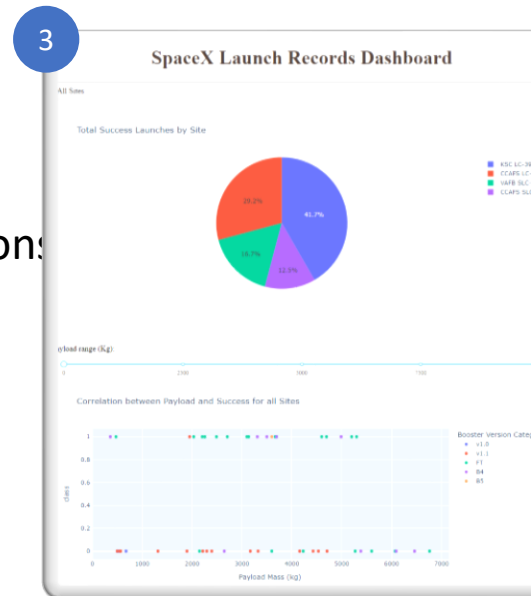 3
SpaceX Launch Records Dashboard
All Sites
Total Success Launches by Site
KSC LC-39
CCAFS LC-
VAFB SLC
CCAFS SL
29.2%
41.7%
16.7%
12.5%
ons
ayload range (Kg)
0 2500 5000 7500
Correlation between Payload and Success for all Sites
Booster Version Categ
v1.0
v1.1
FT
B4
B5
1
0.8
0.6
0.4
0.2
0
class
0 1000 2000 3000 4000 5000 6000 7000
Payload Mass (kg)